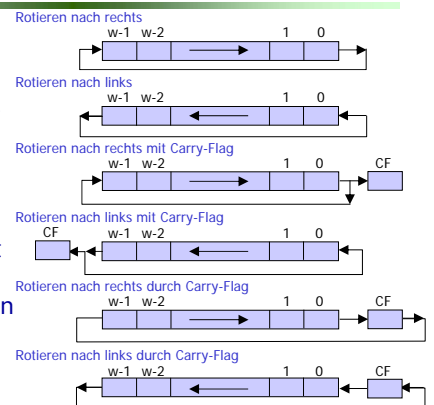 Rotieren nach rechts
w-1 w-2 1 0
Rotieren nach links
w-1 w-2 1 0
Rotieren nach rechts mit Carry-Flag
w-1 w-2 1 0 CF
Rotieren nach links mit Carry-Flag
CF w-1 w-2 1 0
t
Rotieren nach rechts durch Carry-Flag
n w-1 w-2 1 0 CF
Rotieren nach links durch Carry-Flag
w-1 w-2 1 0 CF